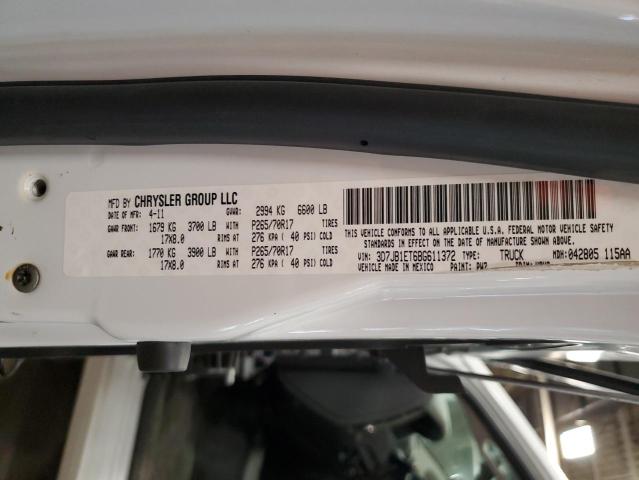 MFD BY CHRYSLER GROUP LLC
DATE OF MFR: 4-11 GVWR: 2994 KG 6600 LB
GAWR FRONT: 1679 KG 3700 LB WITH P265/70R17 TIRES
17X8.0 RIMS AT 276 KPA ( 40 PSI) COLD
GAWR REAR: 1770 KG 3900 LB WITH P265/70R17 TIRES
17X8.0 RIMS AT 276 KPA ( 40 PSI) COLD
THIS VEHICLE CONFORMS TO ALL APPLICABLE U.S.A. FEDERAL MOTOR VEHICLE SAFETY
STANDARDS IN EFFECT ON THE DATE OF MANUFACTURE SHOWN ABOVE.
VIN: 3D7JB1ET6BG611372 TYPE: TRUCK MDH: 042805 115AA
VEHICLE MADE IN MEXICO PAINT: PW7